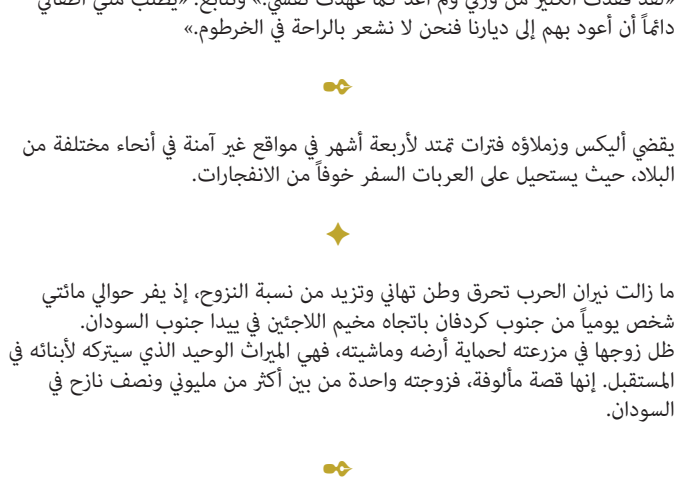 «لقد فقدت الكثير من وزني ولم أعد كما عهدت نفسي.» وتتابع: «يطلب مني أطفالي
دائماً أن أعود بهم إلى ديارنا فنحن لا نشعر بالراحة في الخرطوم.»
يقضي أليكس وزملاؤه فترات تمتد لأربعة أشهر في مواقع غير آمنة في أنحاء مختلفة من
البلاد، حيث يستحيل على العربات السفر خوفاً من الانفجارات.
ما زالت نيران الحرب تحرق وطن تهاني وتزيد من نسبة النزوح، إذ يفر حوالي مائتي
شخص يومياً من جنوب كردفان باتجاه مخيم اللاجئين في ييدا جنوب السودان.
ظل زوجها في مزرعته لحماية أرضه وماشيته، فهي الميراث الوحيد الذي سيتركه لأبنائه في
المستقبل. إنها قصة مألوفة، فزوجته واحدة من بين أكثر من مليوني ونصف نازح في
السودان.